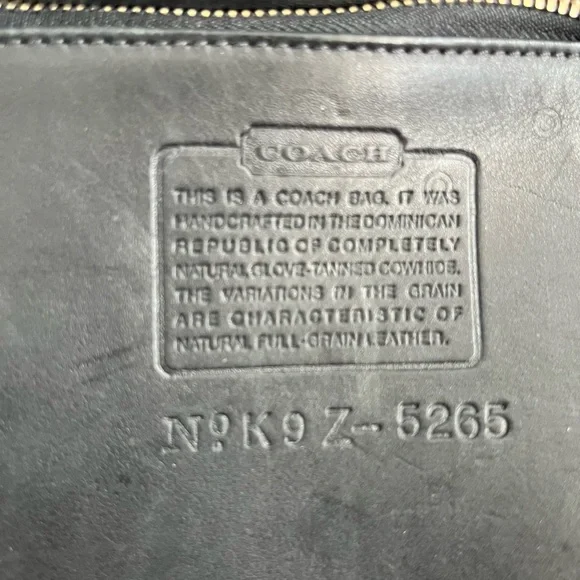 COACH
THIS IS A COACH BAG. IT WAS
HANDCRAFTED IN THE DOMINICAN
REPUBLIC OF COMPLETELY
NATURAL GLOVE-TANNED COWHIDE.
THE VARIATIONS IN THE GRAIN
ARE CHARACTERISTIC OF
NATURAL FULL-GRAIN LEATHER.
Nº K9Z-5265